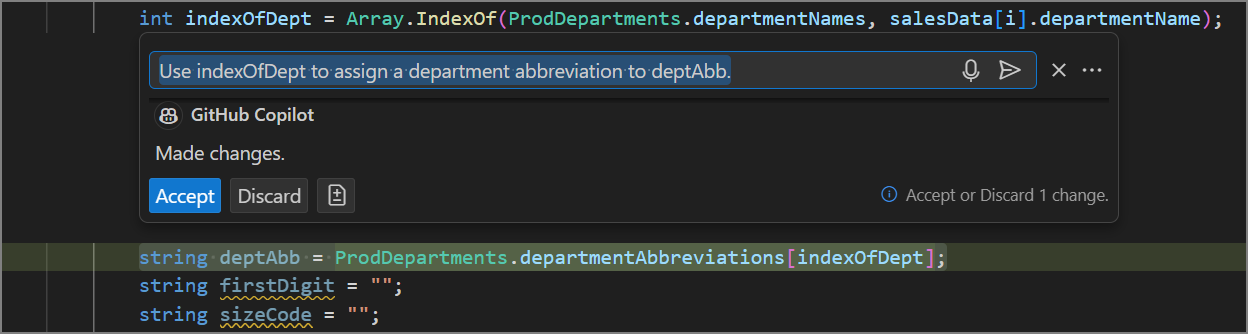 int indexOfDept = Array.IndexOf(ProdDepartments.departmentNames, salesData[i].departmentName);
Use indexOfDept to assign a department abbreviation to deptAbb.
GitHub Copilot
Made changes.
Accept Discard Accept or Discard 1 change.
string deptAbb = ProdDepartments.departmentAbbreviations[indexOfDept];
string firstDigit = "";
string sizeCode = "";